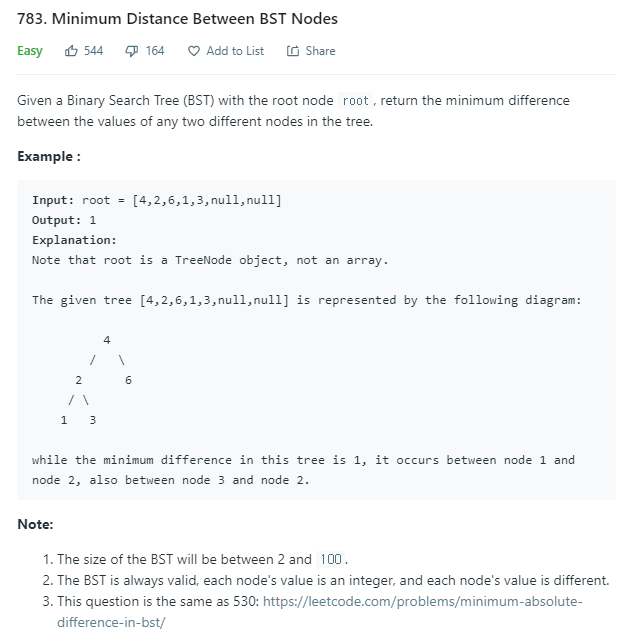 783. Minimum Distance Between BST Nodes
Easy 544 164 Add to List Share
Given a Binary Search Tree (BST) with the root node root , return the minimum difference
between the values of any two different nodes in the tree.
Example :
Input: root = [4,2,6,1,3,null,null]
Output: 1
Explanation:
Note that root is a TreeNode object, not an array.
The given tree [4,2,6,1,3,null,null] is represented by the following diagram:
4
/ \
2 6
/ \
1 3
while the minimum difference in this tree is 1, it occurs between node 1 and
node 2, also between node 3 and node 2.
Note:
1. The size of the BST will be between 2 and 100 .
2. The BST is always valid, each node's value is an integer, and each node's value is different.
3. This question is the same as 530: https://leetcode.com/problems/minimum-absolute-
difference-in-bst/